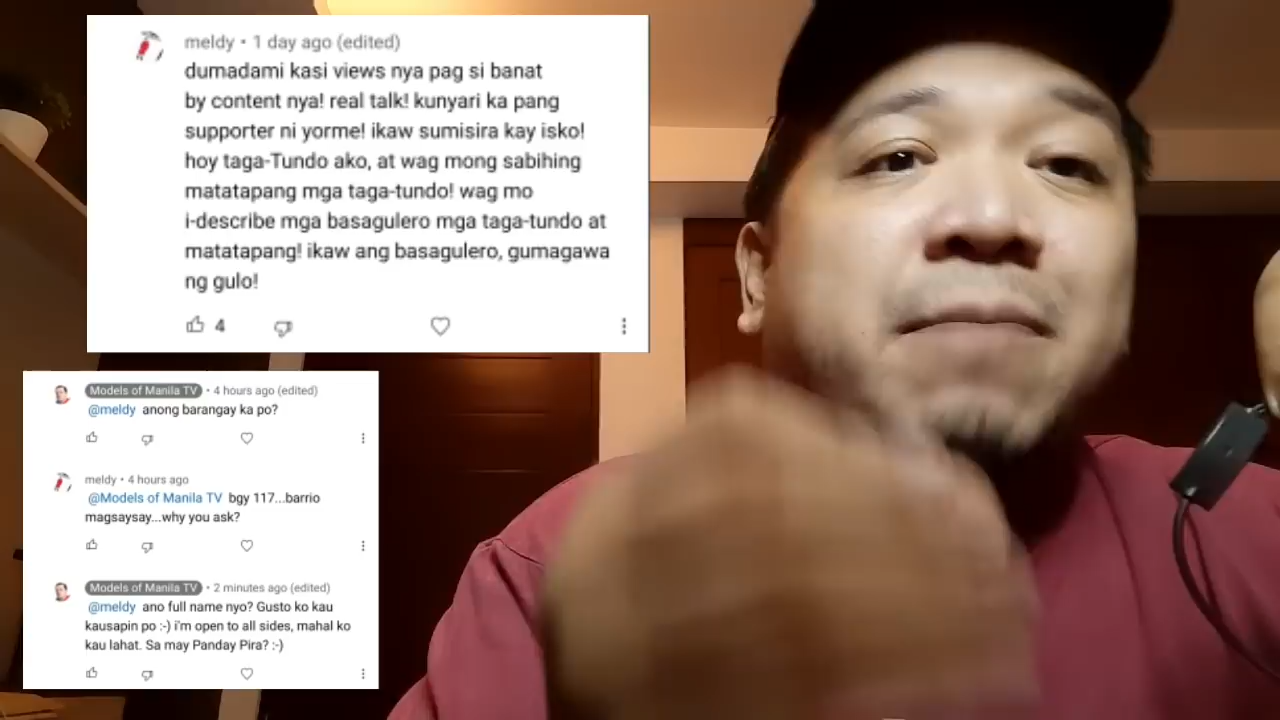 meldy • 1 day ago (edited)
dumadami kasi views nya pag si banat
by content nya! real talk! kunyari ka pang
supporter ni yorme! ikaw sumisira kay isko!
hoy taga-Tundo ako, at wag mong sabihing
matatapang mga taga-tundo! wag mo
i-describe mga basagulero mga taga-tundo at
matatapang! ikaw ang basagulero, gumagawa
ng gulo!
4
Models of Manila TV • 4 hours ago (edited)
@meldy anong barangay ka po?
meldy • 4 hours ago
@Models of Manila TV bgy 117...barrio
magsaysay...why you ask?
Models of Manila TV • 2 minutes ago (edited)
@meldy ano full name nyo? Gusto ko kau
kausapin po :-) i'm open to all sides, mahal ko
kau lahat. Sa may Panday Pira? :-)